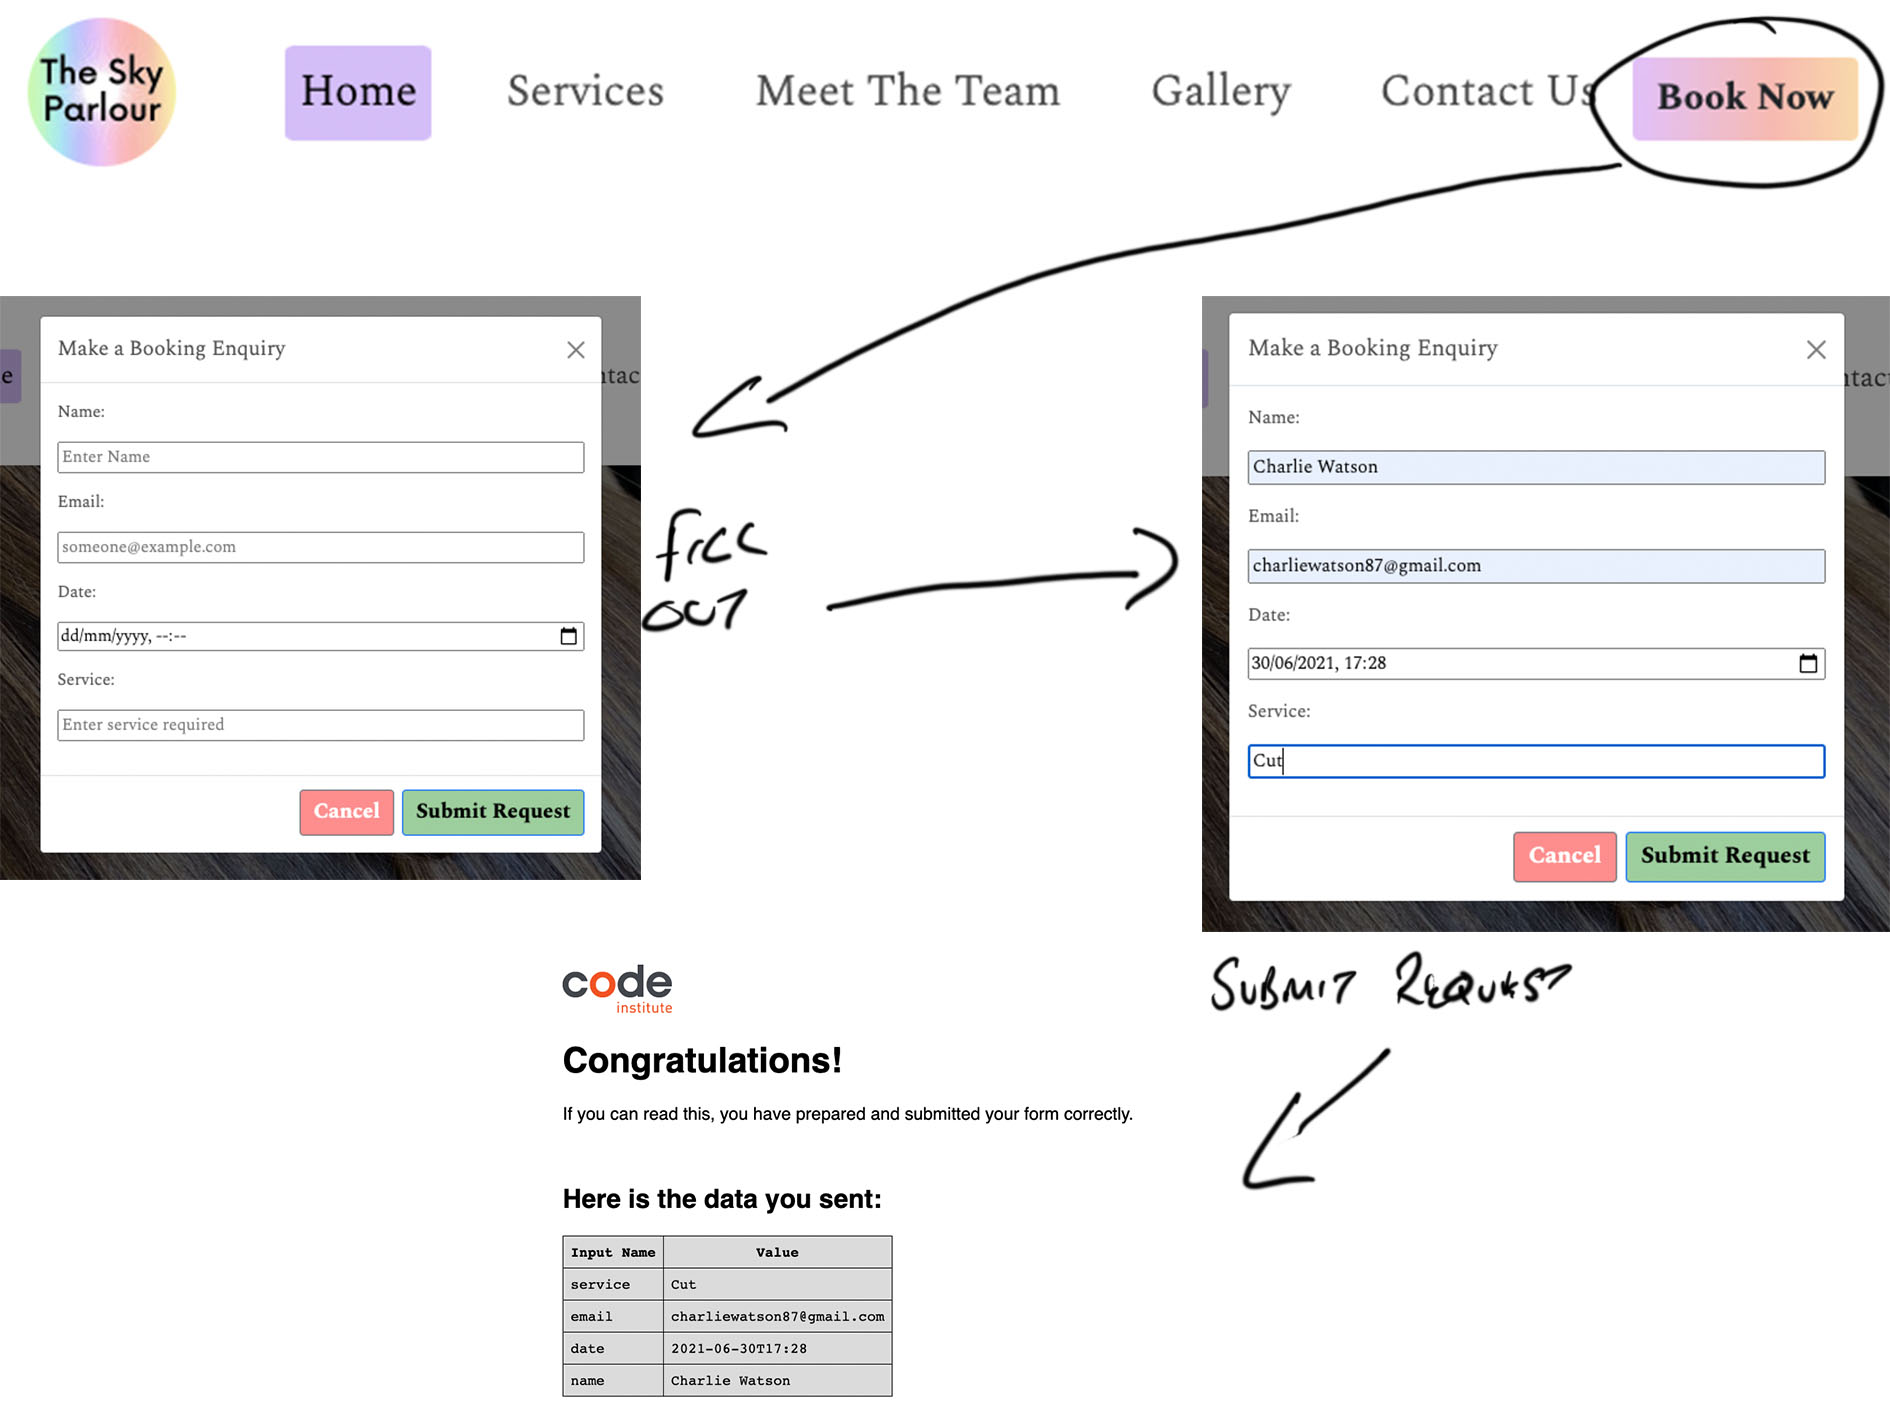 The Sky
Parlour
Home
Services
Meet The Team
Gallery
Contact Us
Book Now
Make a Booking Enquiry
e
ntac
Name:
Enter Name
Email:
someone@example.com
Date:
dd/mm/yyyy, --:--
Service:
Enter service required
Cancel
Submit Request
FILL
OUT
Make a Booking Enquiry
ntact
Name:
Charlie Watson
Email:
charliewatson87@gmail.com
Date:
30/06/2021, 17:28
Service:
Cut
Cancel
Submit Request
SUBMIT REQUEST
code
institute
Congratulations!
If you can read this, you have prepared and submitted your form correctly.
Here is the data you sent:
Input Name Value
service Cut
email charliewatson87@gmail.com
date 2021-06-30T17:28
name Charlie Watson